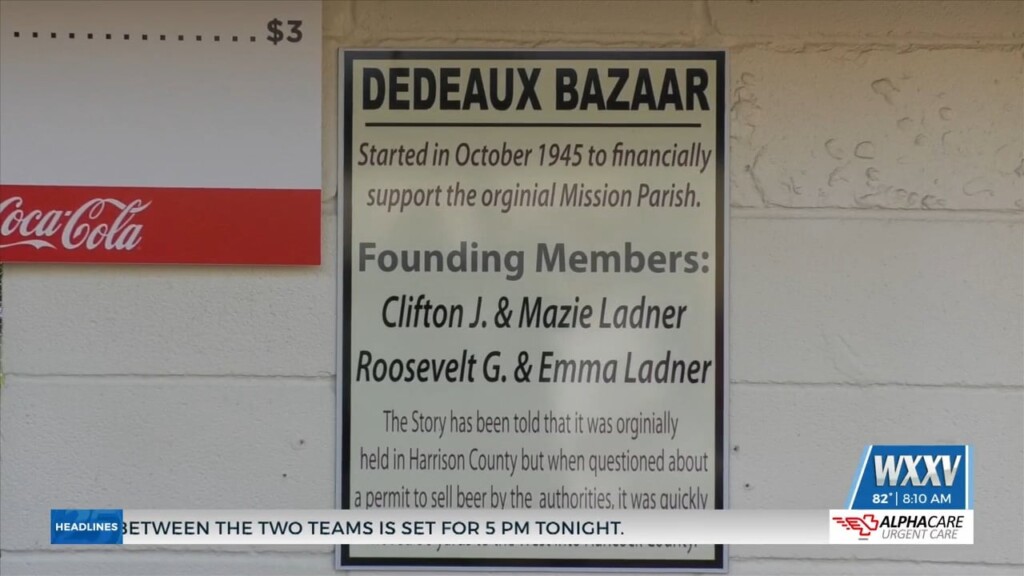 ..................... $3
Coca-Cola
DEDEAUX BAZAAR
Started in October 1945 to financially
support the orginial Mission Parish.
Founding Members:
Clifton J. & Mazie Ladner
Roosevelt G. & Emma Ladner
The Story has been told that it was orginially
held in Harrison County but when questioned about
a permit to sell beer by the authorities, it was quickly
County.
WXXV
82° | 8:10 AM
HEADLINES
BETWEEN THE TWO TEAMS IS SET FOR 5 PM TONIGHT.
ALPHACARE
URGENT CARE